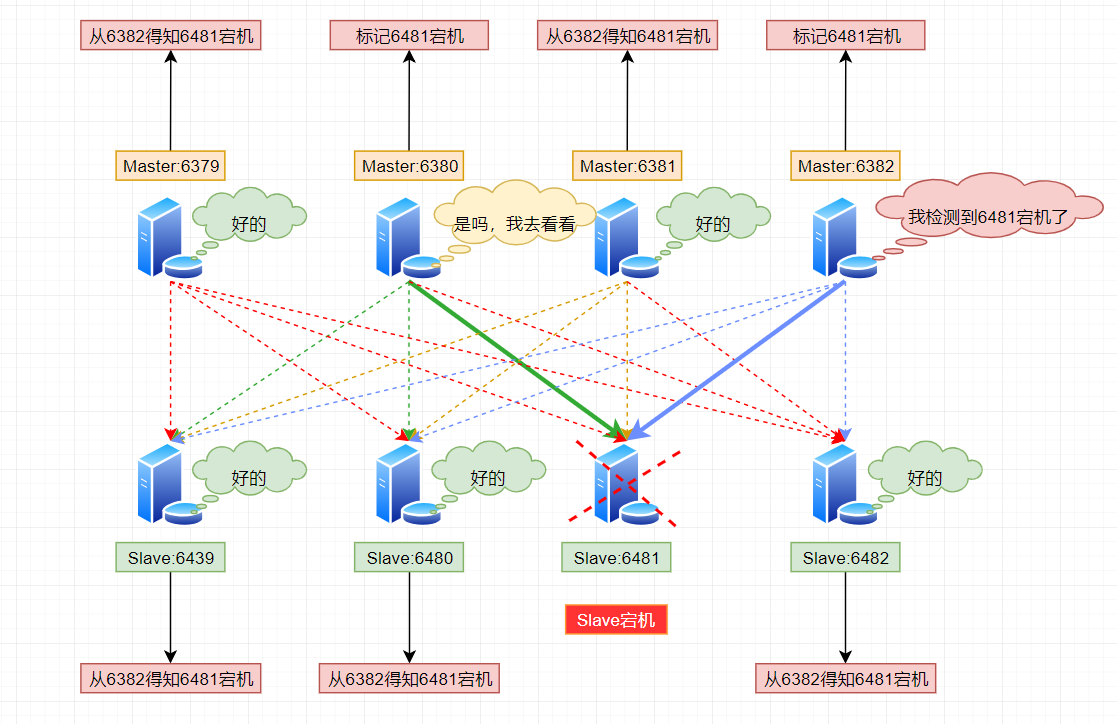 从6382得知6481宕机
标记6481宕机
从6382得知6481宕机
标记6481宕机
Master:6379
Master:6380
Master:6381
Master:6382
好的
是吗，我去看看
好的
我检测到6481宕机了
好的
好的
好的
Slave:6439
Slave:6480
Slave:6481
Slave:6482
Slave宕机
从6382得知6481宕机
从6382得知6481宕机
从6382得知6481宕机